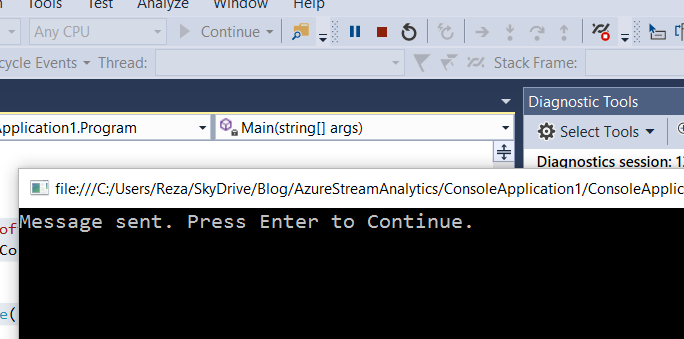 Tools Test Analyze Window Help
Any CPU Continue
cycle Events Thread: Stack Frame:
Diagnostic Tools
Application1.Program Main(string[] args) Select Tools
Diagnostics session: 12
file:///C:/Users/Reza/SkyDrive/Blog/AzureStreamAnalytics/ConsoleApplication1/ConsoleApplic
Message sent. Press Enter to Continue.
of
Co
e(